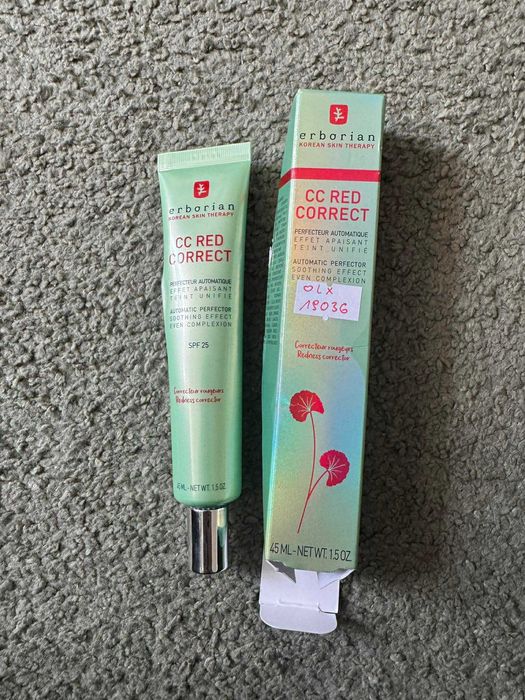 erborian
KOREAN SKIN THERAPY
CC RED
CORRECT
PERFECTEUR AUTOMATIQUE
EFFET APAISANT
TEINT UNIFIÉ
AUTOMATIC PERFECTOR
SOOTHING EFFECT
EVEN COMPLEXION
SPF 25
Correcteur rougeurs
Redness corrector
45 ML - NET WT. 1.5 OZ.
erborian
KOREAN SKIN THERAPY
CC RED
CORRECT
PERFECTEUR AUTOMATIQUE
EFFET APAISANT
TEINT UNIFIÉ
AUTOMATIC PERFECTOR
SOOTHING EFFECT
EVEN COMPLEXION
OLX
19036
Correcteur rougeurs
Redness corrector
45 ML - NET WT. 1.5 OZ.